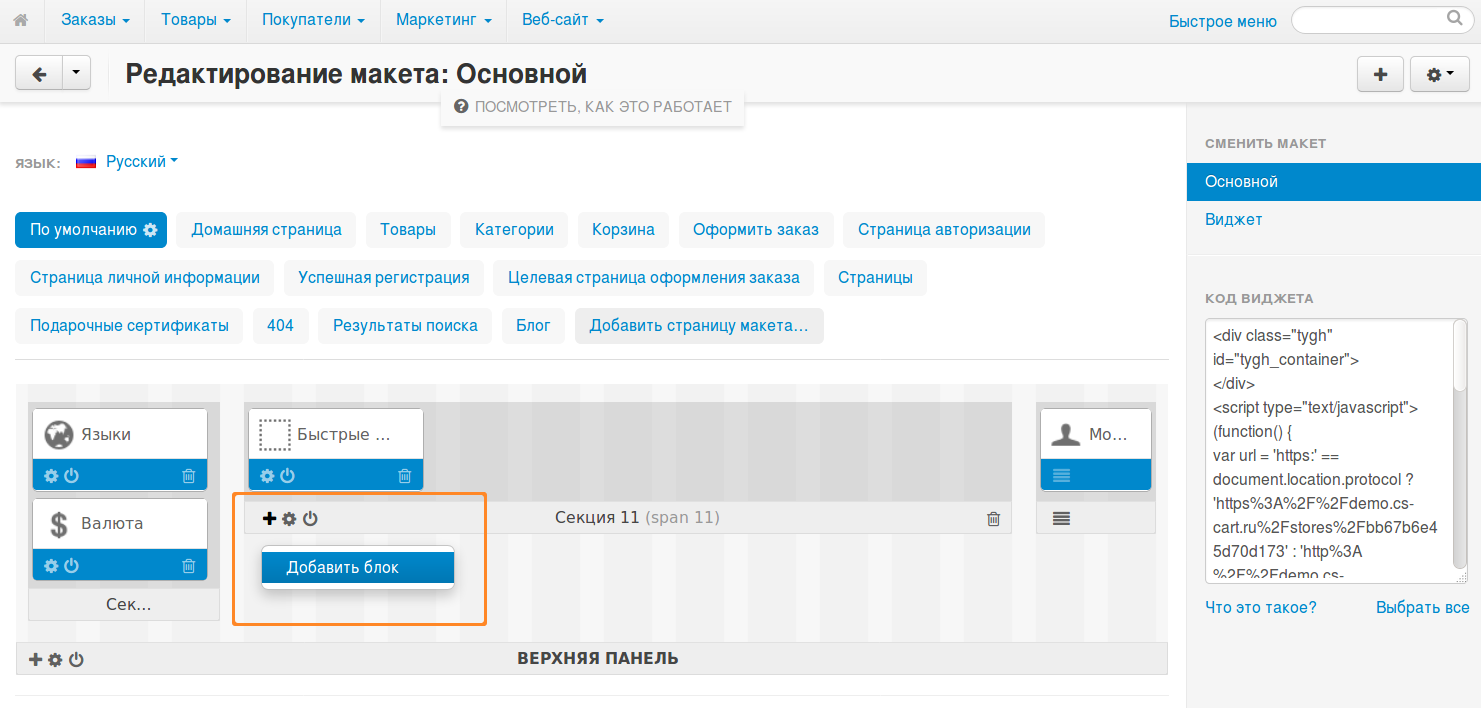 Заказы Товары Покупатели Маркетинг Веб-сайт Быстрое меню
Редактирование макета: Основной
ПОСМОТРЕТЬ, КАК ЭТО РАБОТАЕТ
ЯЗЫК: Русский
По умолчанию Домашняя страница Товары Категории Корзина Оформить заказ Страница авторизации
Страница личной информации Успешная регистрация Целевая страница оформления заказа Страницы
Подарочные сертификаты 404 Результаты поиска Блог Добавить страницу макета...
Языки
Валюта
Сек...
Быстрые ...
Секция 11 (span 11)
Добавить блок
Мо...
ВЕРХНЯЯ ПАНЕЛЬ
СМЕНИТЬ МАКЕТ
Основной
Виджет
КОД ВИДЖЕТА
<div class="tygh"
id="tygh_container">
</div>
<script type="text/javascript">
(function() {
var url = 'https:' ==
document.location.protocol ?
'https%3A%2F%2Fdemo.cs-
cart.ru%2Fstores%2Fbb67b6e4
5d70d173' : 'http%3A
%2F%2Fdemo.cs-
Что это такое? Выбрать все